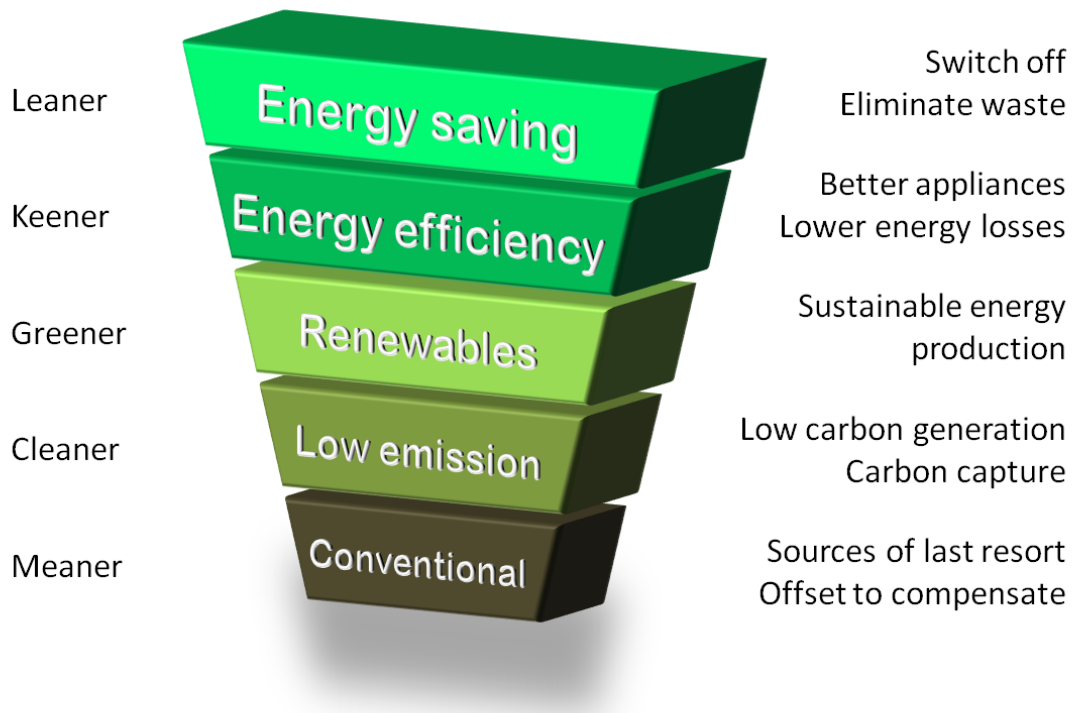 Leaner
Energy saving
Switch off
Eliminate waste
Keener
Energy efficiency
Better appliances
Lower energy losses
Greener
Renewables
Sustainable energy
production
Cleaner
Low emission
Low carbon generation
Carbon capture
Meaner
Conventional
Sources of last resort
Offset to compensate